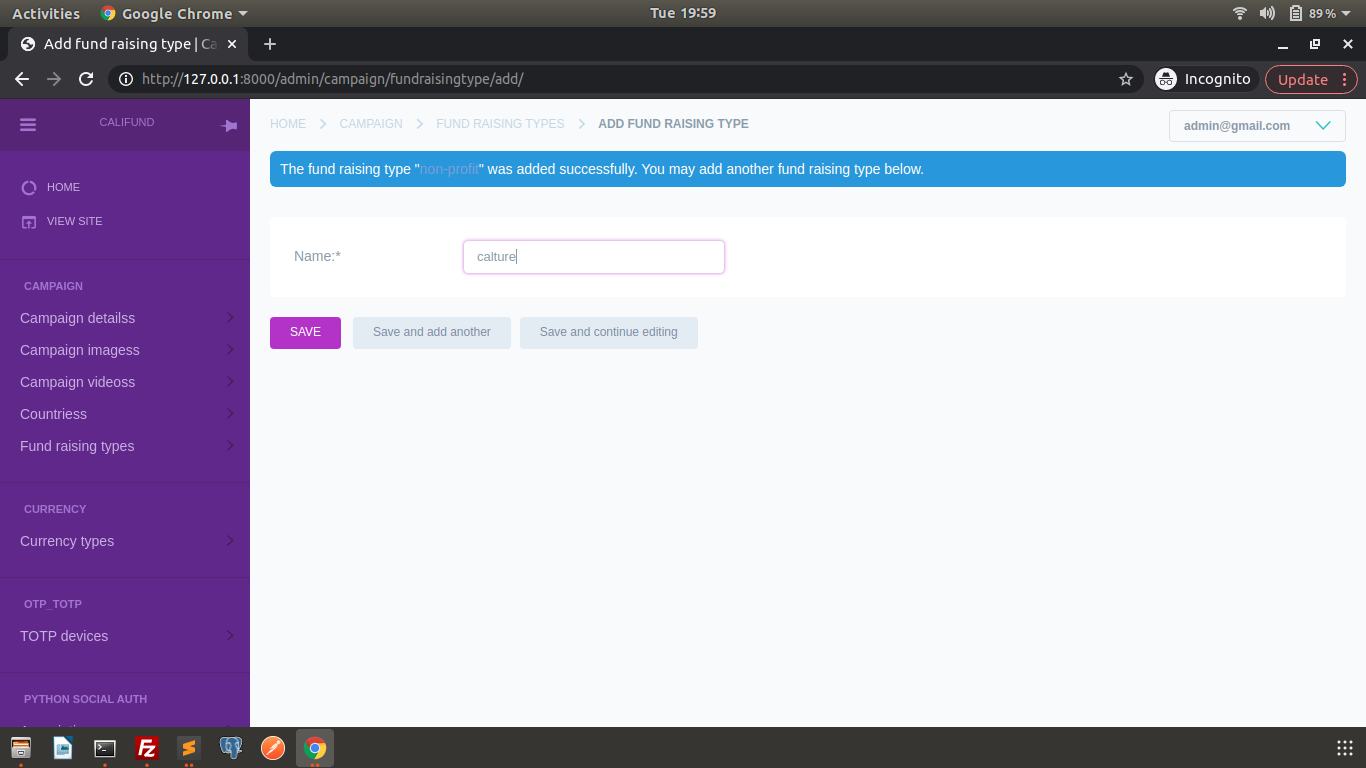 Activities Google Chrome Tue 19:59 89 %
Add fund raising type | Ca
http://127.0.0.1:8000/admin/campaign/fundraisingtype/add/ Incognito Update
CALIFUND
HOME
VIEW SITE
CAMPAIGN
Campaign detailss
Campaign imagess
Campaign videoss
Countriess
Fund raising types
CURRENCY
Currency types
OTP_TOTP
TOTP devices
PYTHON SOCIAL AUTH
HOME CAMPAIGN FUND RAISING TYPES ADD FUND RAISING TYPE
admin@gmail.com
The fund raising type "non-profit" was added successfully. You may add another fund raising type below.
Name:* calture
SAVE Save and add another Save and continue editing
Fz